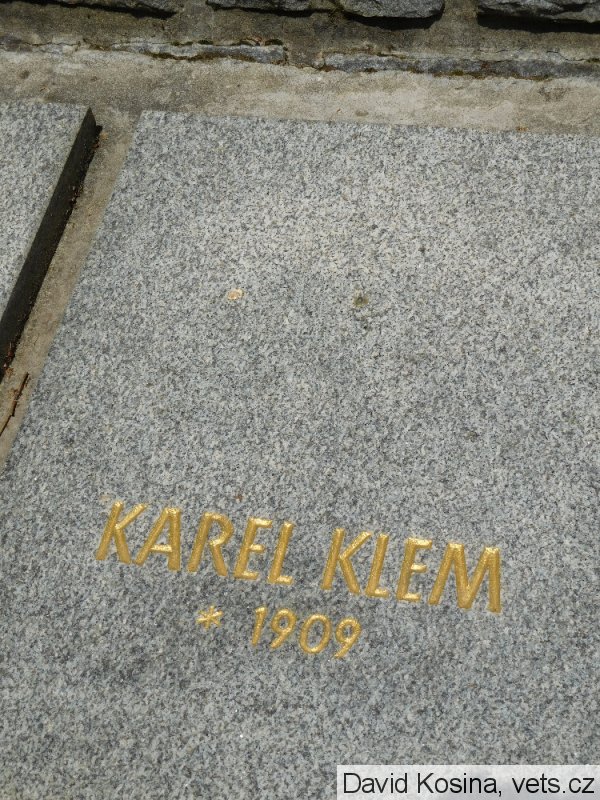 KAREL KLEM
* 1909
David Kosina, vets.cz